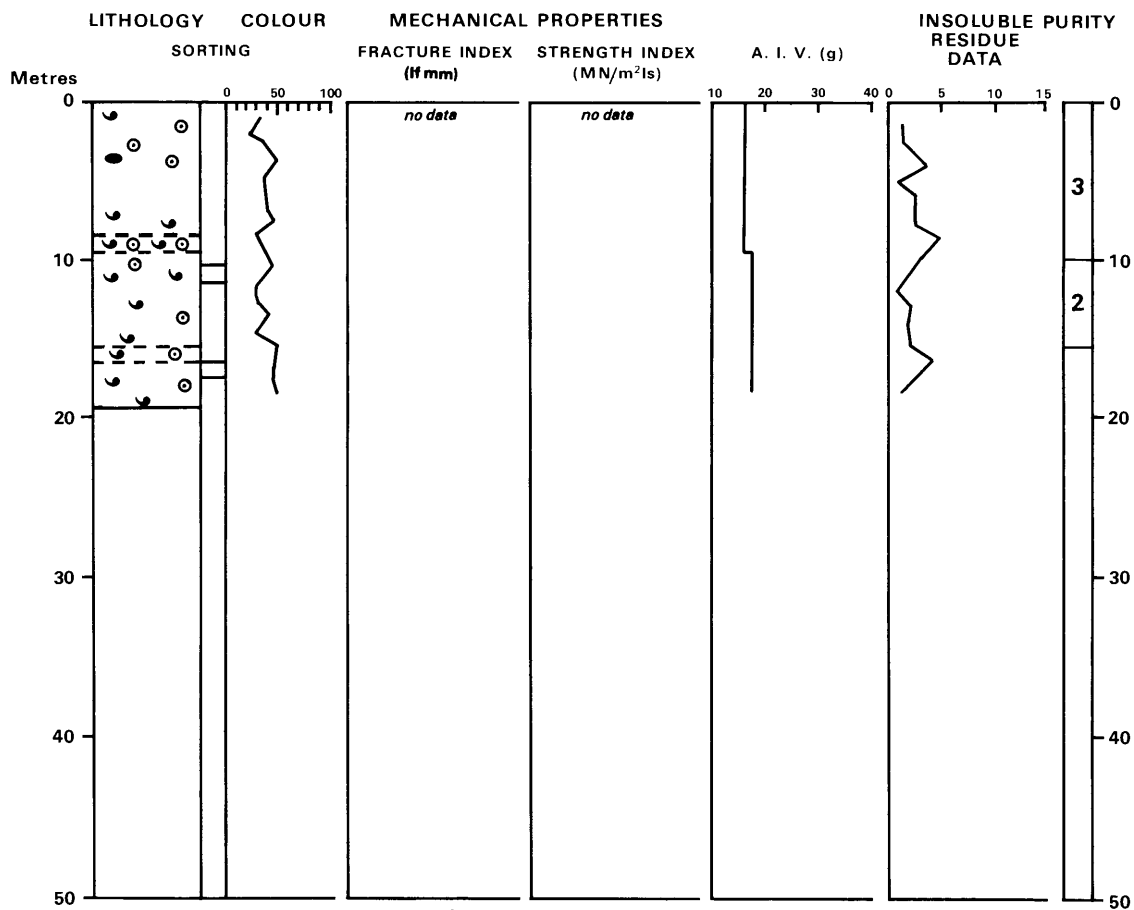 LITHOLOGY COLOUR MECHANICAL PROPERTIES INSOLUBLE PURITY
RESIDUE
DATA
SORTING FRACTURE INDEX STRENGTH INDEX A. I. V. (g)
(If mm) (MN/m²Is)
Metres
0 0 50 100 10 20 30 40 0 5 10 15 0
no data no data
3
10 10
2
20 20
30 30
40 40
50 50